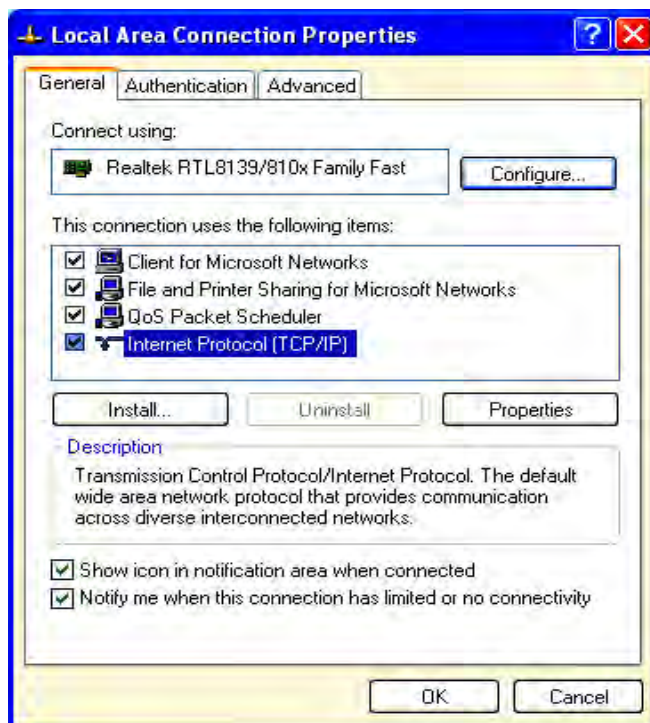 Local Area Connection Properties
General Authentication Advanced
Connect using:
Realtek RTL8139/810x Family Fast Configure...
This connection uses the following items:
Client for Microsoft Networks
File and Printer Sharing for Microsoft Networks
QoS Packet Scheduler
Internet Protocol (TCP/IP)
Install... Uninstall Properties
Description
Transmission Control Protocol/Internet Protocol. The default
wide area network protocol that provides communication
across diverse interconnected networks.
Show icon in notification area when connected
Notify me when this connection has limited or no connectivity
OK Cancel